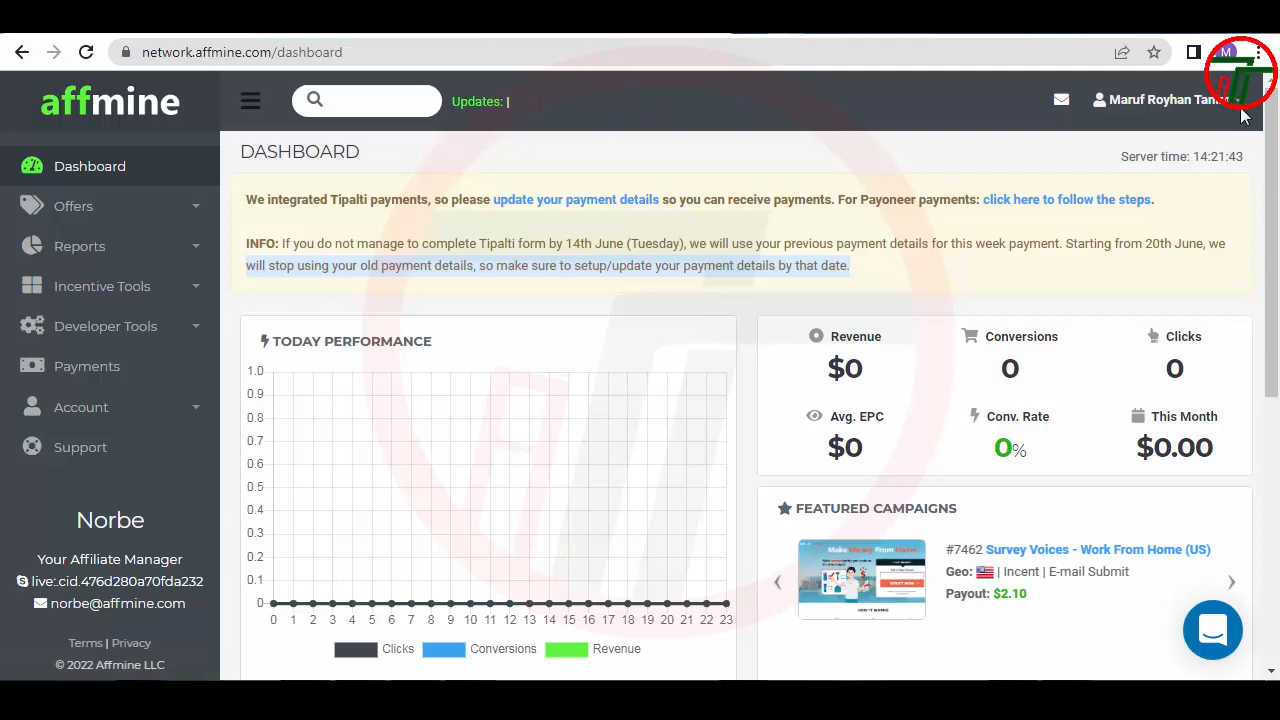 network.affmine.com/dashboard
M
affmine
Updates: |
Maruf Royhan
Dashboard
Offers
Reports
Incentive Tools
Developer Tools
Payments
Account
Support
Norbe
Your Affiliate Manager
live:cid.476d280a70fda232
norbe@affmine.com
Terms | Privacy
© 2022 Affmine LLC
DASHBOARD
Server time: 14:21:43
We integrated Tipalti payments, so please update your payment details so you can receive payments. For Payoneer payments: click here to follow the steps.
INFO: If you do not manage to complete Tipalti form by 14th June (Tuesday), we will use your previous payment details for this week payment. Starting from 20th June, we
will stop using your old payment details, so make sure to setup/update your payment details by that date.
TODAY PERFORMANCE
1.0
0.9
0.8
0.7
0.6
0.5
0.4
0.3
0.2
0.1
0
0 1 2 3 4 5 6 7 8 9 10 11 12 13 14 15 16 17 18 19 20 21 22 23
Clicks Conversions Revenue
Revenue Conversions Clicks
$0 0 0
Avg. EPC Conv. Rate This Month
$0 0% $0.00
FEATURED CAMPAIGNS
Make Money From Home
HOW IT WORKS
#7462 Survey Voices - Work From Home (US)
Geo: | Incent | E-mail Submit
Payout: $2.10